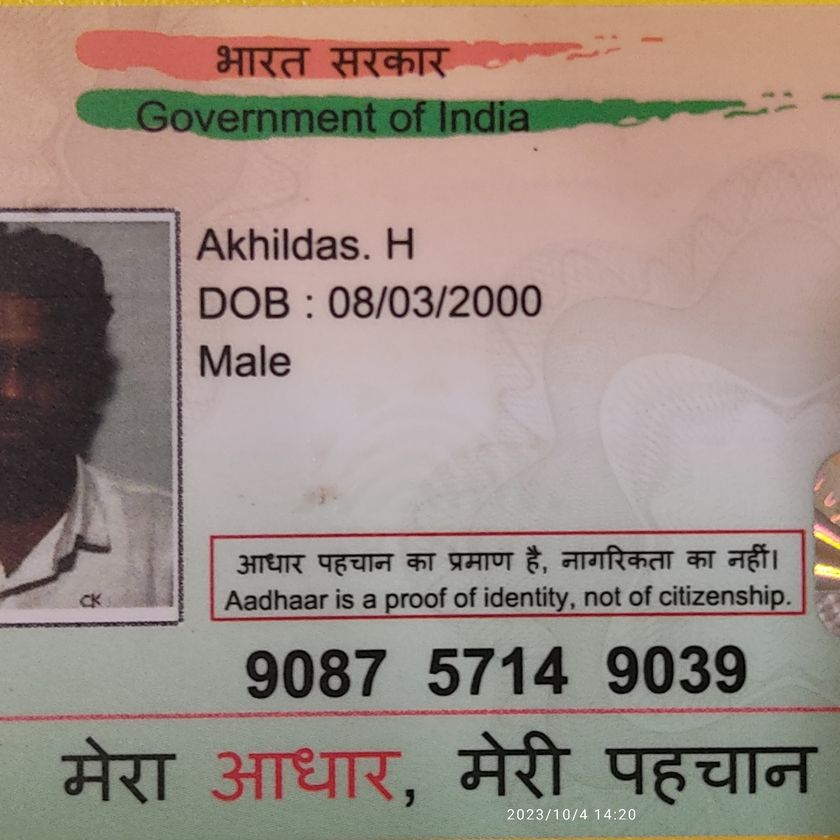 भारत सरकार
Government of India
Akhildas. H
DOB : 08/03/2000
Male
CK
आधार पहचान का प्रमाण है, नागरिकता का नहीं।
Aadhaar is a proof of identity, not of citizenship.
9087 5714 9039
मेरा आधार, मेरी पहचान
2023/10/4 14:20